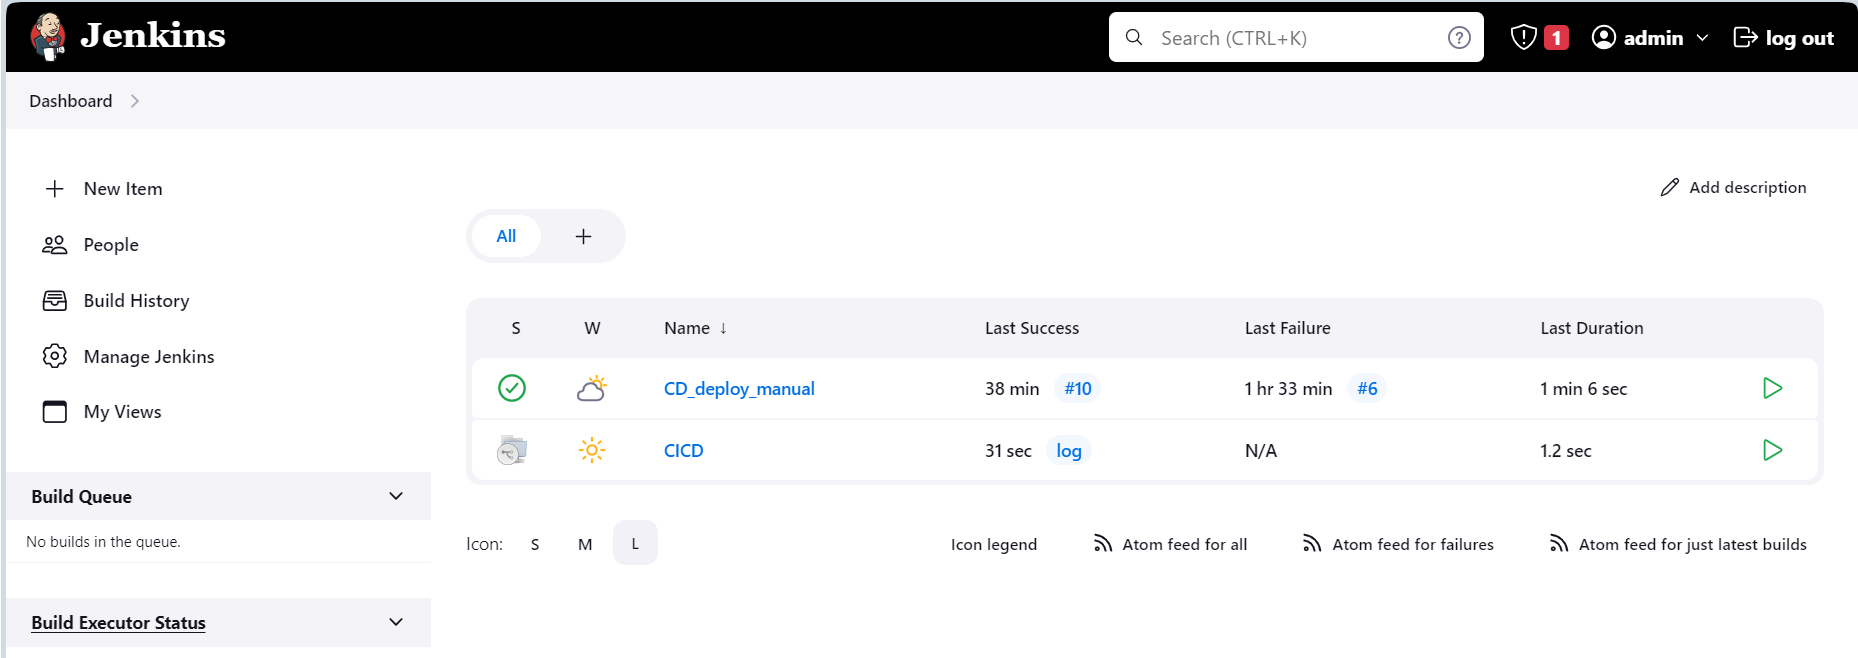 Jenkins
Search (CTRL+K)
1
admin
log out
Dashboard
New Item
People
Build History
Manage Jenkins
My Views
Build Queue
No builds in the queue.
Build Executor Status
Add description
All
S W Name ↓ Last Success Last Failure Last Duration
CD_deploy_manual 38 min #10 1 hr 33 min #6 1 min 6 sec
CICD 31 sec log N/A 1.2 sec
Icon: S M L
Icon legend
Atom feed for all
Atom feed for failures
Atom feed for just latest builds